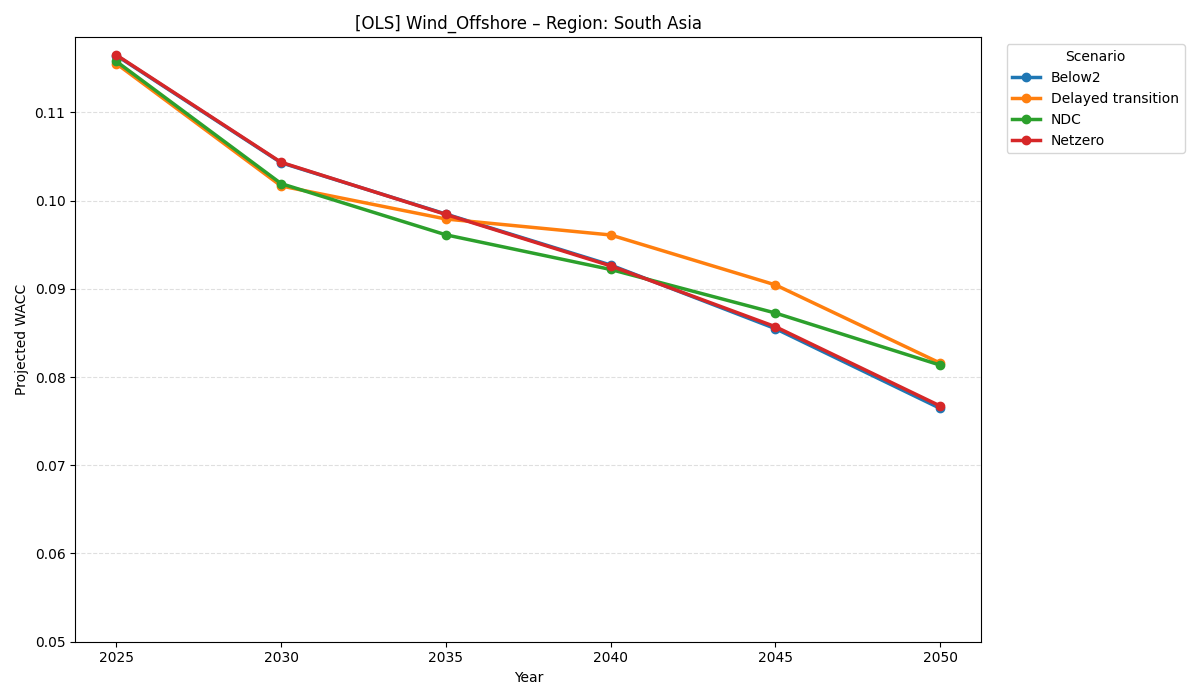 [OLS] Wind_Offshore – Region: South Asia
Scenario
Below2
Delayed transition
NDC
Netzero
Projected WACC
0.11
0.10
0.09
0.08
0.07
0.06
0.05
2025 2030 2035 2040 2045 2050
Year